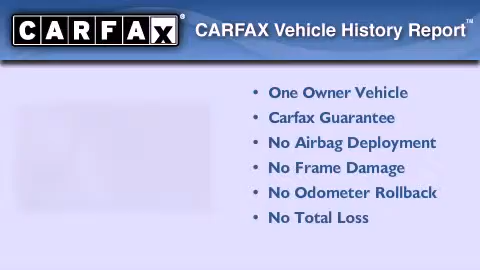 CARFAX® CARFAX Vehicle History Report™
• One Owner Vehicle
• Carfax Guarantee
• No Airbag Deployment
• No Frame Damage
• No Odometer Rollback
• No Total Loss